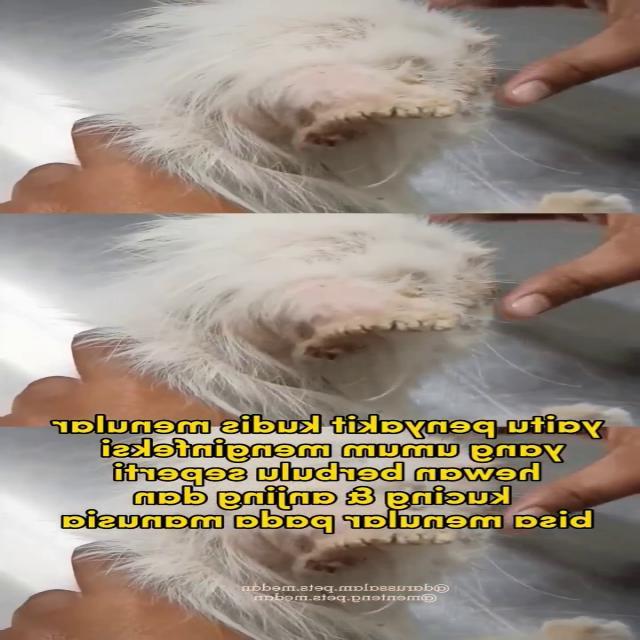 yaitu penyakit kudis menular
yang umum menginfeksi
hewan berbulu seperti
kucing & anjing dan
bisa menular pada manusia
@darussalam.pets.medan
@menteng.pets.medan